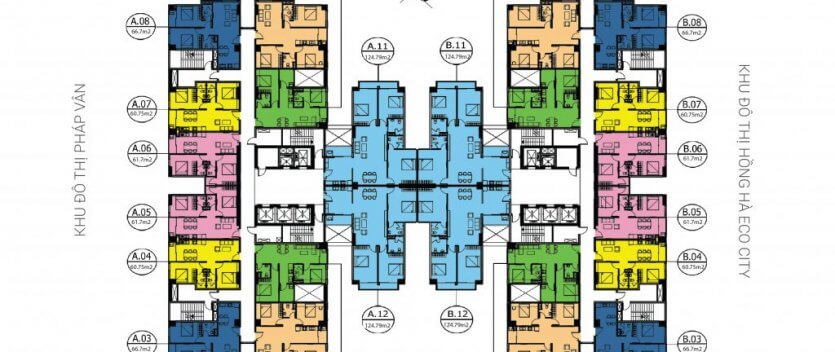 A.08
66.7m2
B.08
66.7m2
A.11
124.79m2
B.11
124.79m2
A.07
60.75m2
B.07
60.75m2
A.06
61.7m2
B.06
61.7m2
KHU ĐÔ THỊ PHÁP VÂN
KHU ĐÔ THỊ HỒNG HÀ ECO CITY
A.05
61.7m2
B.05
61.7m2
A.04
60.75m2
B.04
60.75m2
A.12
124.79m2
B.12
124.79m2
A.03
66.7m2
B.03
66.7m2